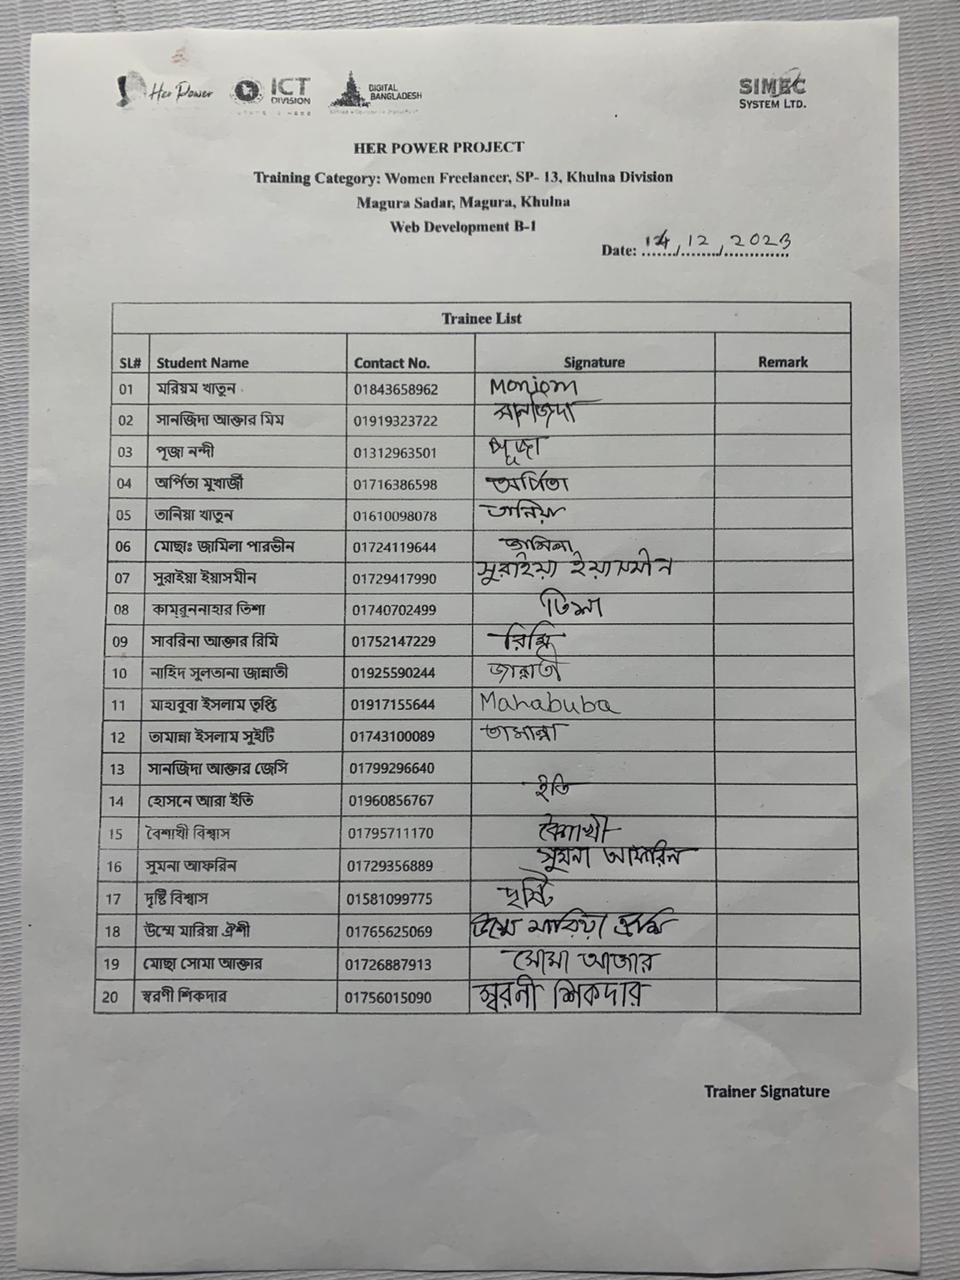 Her Power
ICT
DIVISION
DIGITAL
BANGLADESH
SIMEC
SYSTEM LTD.
HER POWER PROJECT
Training Category: Women Freelancer, SP- 13, Khulna Division
Magura Sadar, Magura, Khulna
Web Development B-1
Date: 14/12/2023
Trainee List
SL# Student Name Contact No. Signature Remark
01 মরিয়ম খাতুন 01843658962 Moniom
02 সানজিদা আক্তার মিম 01919323722 সানজিদা
03 পূজা নন্দী 01312963501 পূজা
04 অর্পিতা মুখার্জী 01716386598 অর্পিতা
05 তানিয়া খাতুন 01610098078 তানিয়া
06 মোছাঃ জামিলা পারভীন 01724119644 জামিলা
07 সুরাইয়া ইয়াসমীন 01729417990 সুরাইয়া ইয়াসমীন
08 কামরুননাহার তিশা 01740702499 তিশা
09 সাবরিনা আক্তার রিমি 01752147229 রিমি
10 নাহিদ সুলতানা জান্নাতী 01925590244 জান্নাতী
11 মাহাবুবা ইসলাম তৃপ্তি 01917155644 Mahabuba
12 তামান্না ইসলাম সুইটি 01743100089 তামান্না
13 সানজিদা আক্তার জেসি 01799296640
14 হোসনে আরা ইতি 01960856767 ইতি
15 বৈশাখী বিশ্বাস 01795711170 বৈশাখী
16 সুমনা আফরিন 01729356889 সুমনা আফরিন
17 দৃষ্টি বিশ্বাস 01581099775 দৃষ্টি
18 উম্মে মারিয়া ঐশী 01765625069 উম্মে মারিয়া ঐশি
19 মোছা সোমা আক্তার 01726887913 সোমা আক্তার
20 স্বরণী শিকদার 01756015090 স্বরণী শিকদার
Trainer Signature